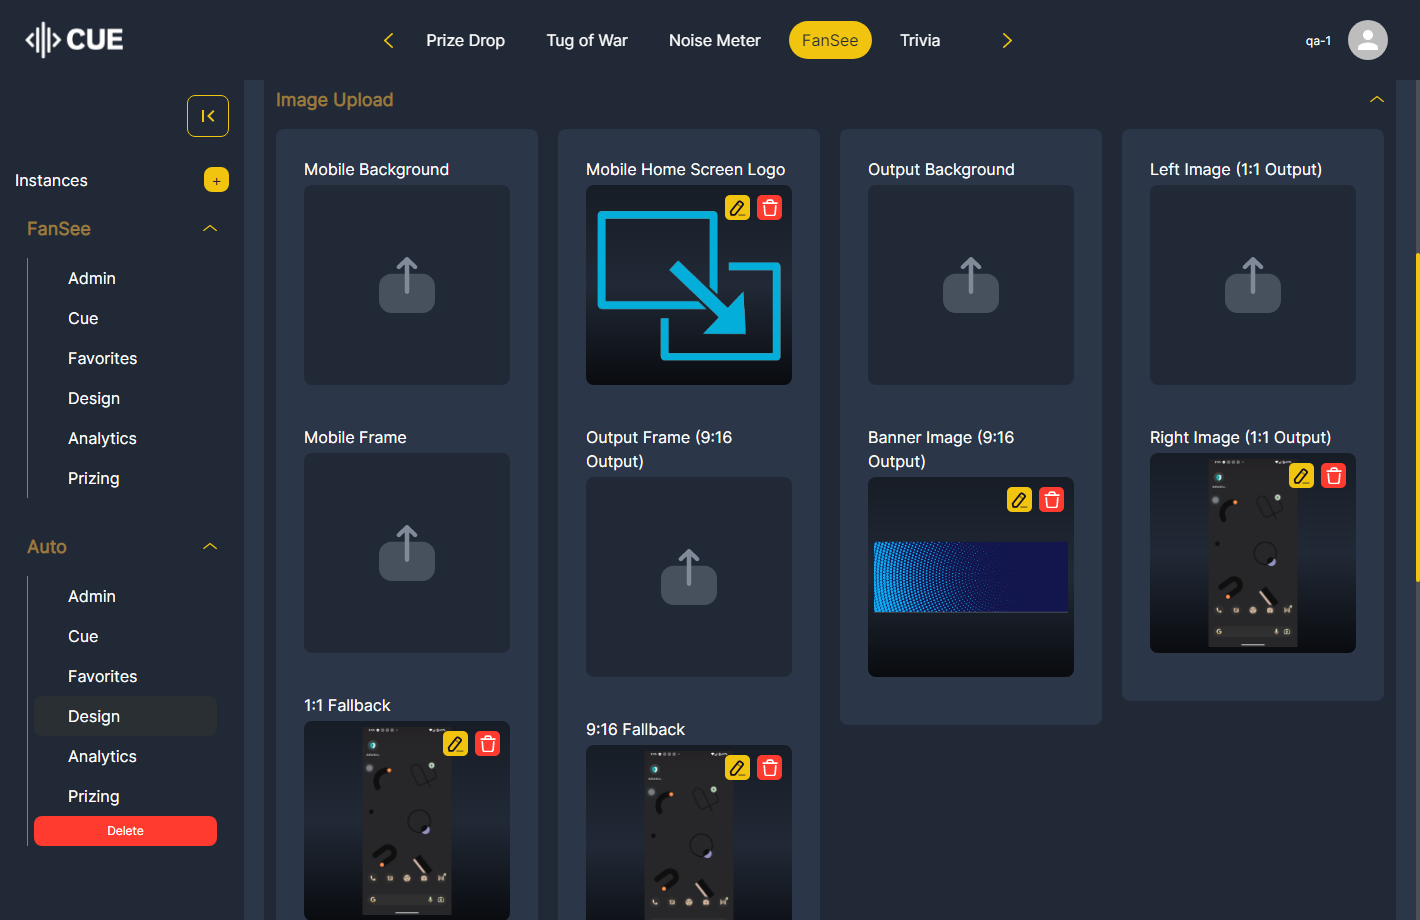 CUE
Prize Drop
Tug of War
Noise Meter
FanSee
Trivia
qa-1
Instances
+
FanSee
Admin
Cue
Favorites
Design
Analytics
Prizing
Auto
Admin
Cue
Favorites
Design
Analytics
Prizing
Delete
Image Upload
Mobile Background
Mobile Home Screen Logo
Output Background
Left Image (1:1 Output)
Mobile Frame
Output Frame (9:16
Output)
Banner Image (9:16
Output)
Right Image (1:1 Output)
1:1 Fallback
9:16 Fallback